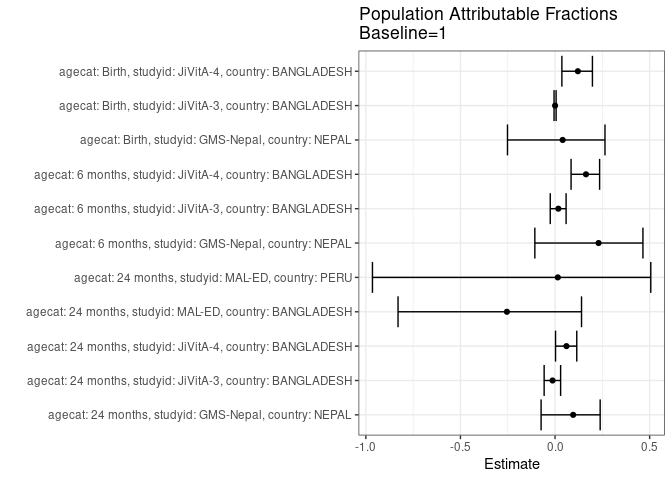 Population Attributable Fractions
Baseline=1
agecat: Birth, studyid: JiVitA-4, country: BANGLADESH
agecat: Birth, studyid: JiVitA-3, country: BANGLADESH
agecat: Birth, studyid: GMS-Nepal, country: NEPAL
agecat: 6 months, studyid: JiVitA-4, country: BANGLADESH
agecat: 6 months, studyid: JiVitA-3, country: BANGLADESH
agecat: 6 months, studyid: GMS-Nepal, country: NEPAL
agecat: 24 months, studyid: MAL-ED, country: PERU
agecat: 24 months, studyid: MAL-ED, country: BANGLADESH
agecat: 24 months, studyid: JiVitA-4, country: BANGLADESH
agecat: 24 months, studyid: JiVitA-3, country: BANGLADESH
agecat: 24 months, studyid: GMS-Nepal, country: NEPAL
-1.0 -0.5 0.0 0.5
Estimate